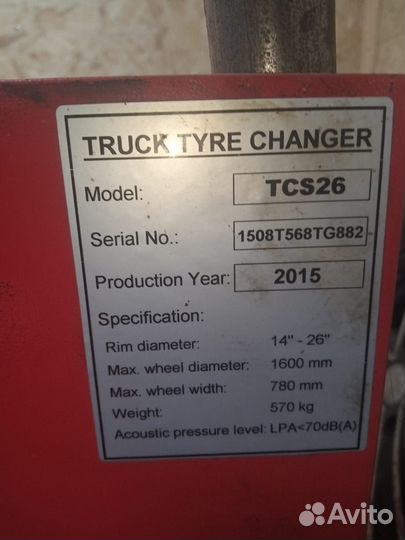 TRUCK TYRE CHANGER
Model: TCS26
Serial No.: 1508T568TG882
Production Year: 2015
Specification:
Rim diameter: 14" - 26"
Max. wheel diameter: 1600 mm
Max. wheel width: 780 mm
Weight: 570 kg
Acoustic pressure level: LPA<70dB(A)
Avito